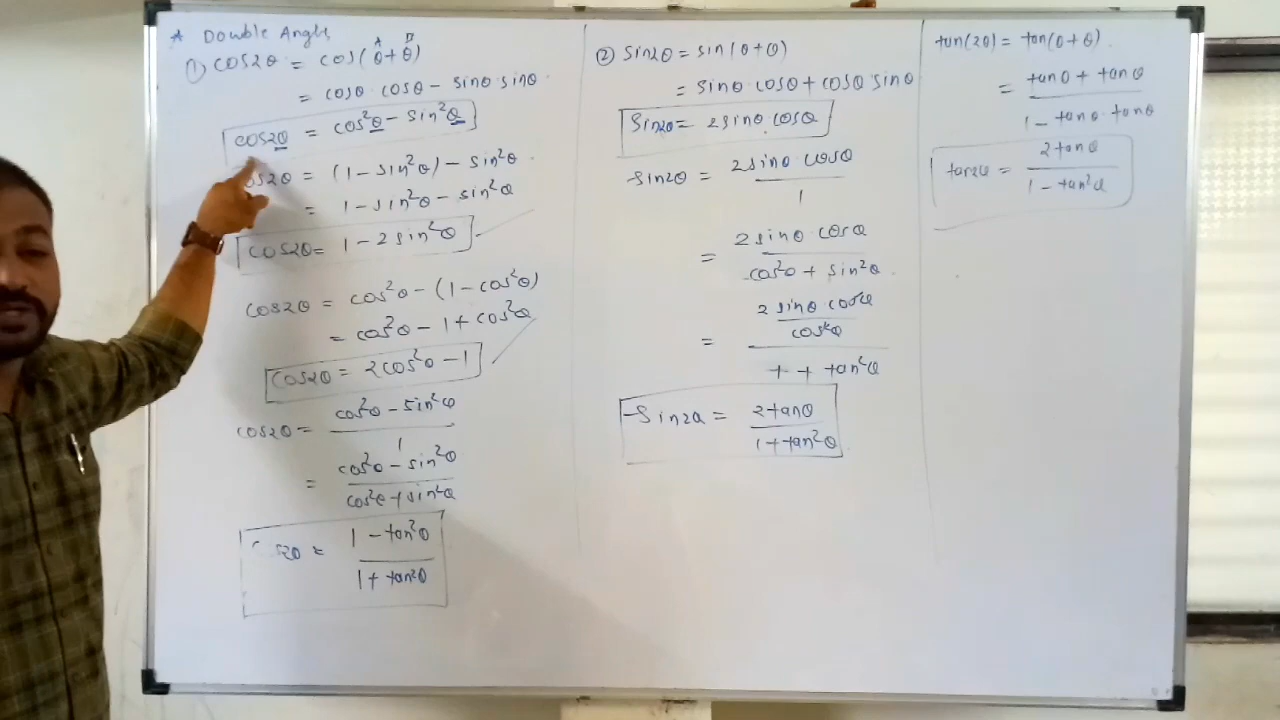 * Double Angles
① cos2θ = cos(θ+θ)
A B
= cosθ · cosθ - sinθ sinθ.
cos2θ = cos²θ - sin²θ
cos2θ = (1 - sin²θ) - sin²θ.
= 1 - sin²θ - sin²θ
cos2θ = 1 - 2sin²θ
cos2θ = cos²θ - (1 - cos²θ)
= cos²θ - 1 + cos²θ
cos2θ = 2cos²θ - 1
cos2θ = cos²θ - sin²θ / 1
= cos²θ - sin²θ / cos²θ + sin²θ
cos2θ = 1 - tan²θ / 1 + tan²θ
② sin2θ = sin(θ+θ)
= sinθ · cosθ + cosθ · sinθ
sin2θ = 2sinθ · cosθ
sin2θ = 2sinθ cosθ / 1
= 2sinθ cosθ / cos²θ + sin²θ
= 2sinθ cosθ / cos²θ / 1 + tan²θ
sin2θ = 2tanθ / 1 + tan²θ
tan(2θ) = tan(θ+θ).
= tanθ + tanθ / 1 - tanθ · tanθ
tan2θ = 2tanθ / 1 - tan²θ